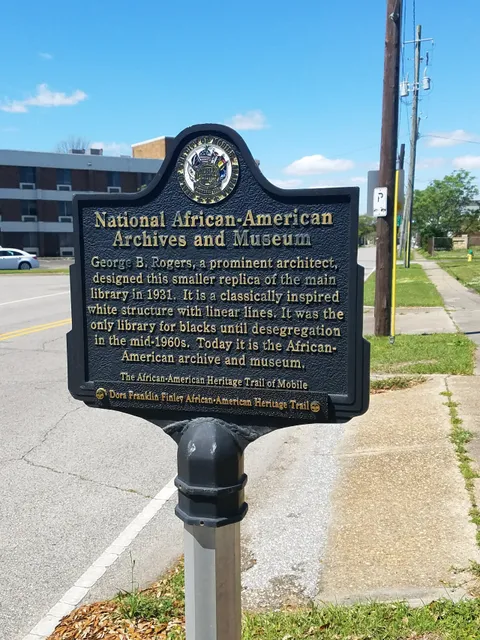 National African-American
Archives and Museum
George B. Rogers, a prominent architect,
designed this smaller replica of the main
library in 1931. It is a classically inspired
white structure with linear lines. It was the
only library for blacks until desegregation
in the mid-1960s. Today it is the African-
American archive and museum.
The African-American Heritage Trail of Mobile
Dora Franklin Finley African-American Heritage Trail
P